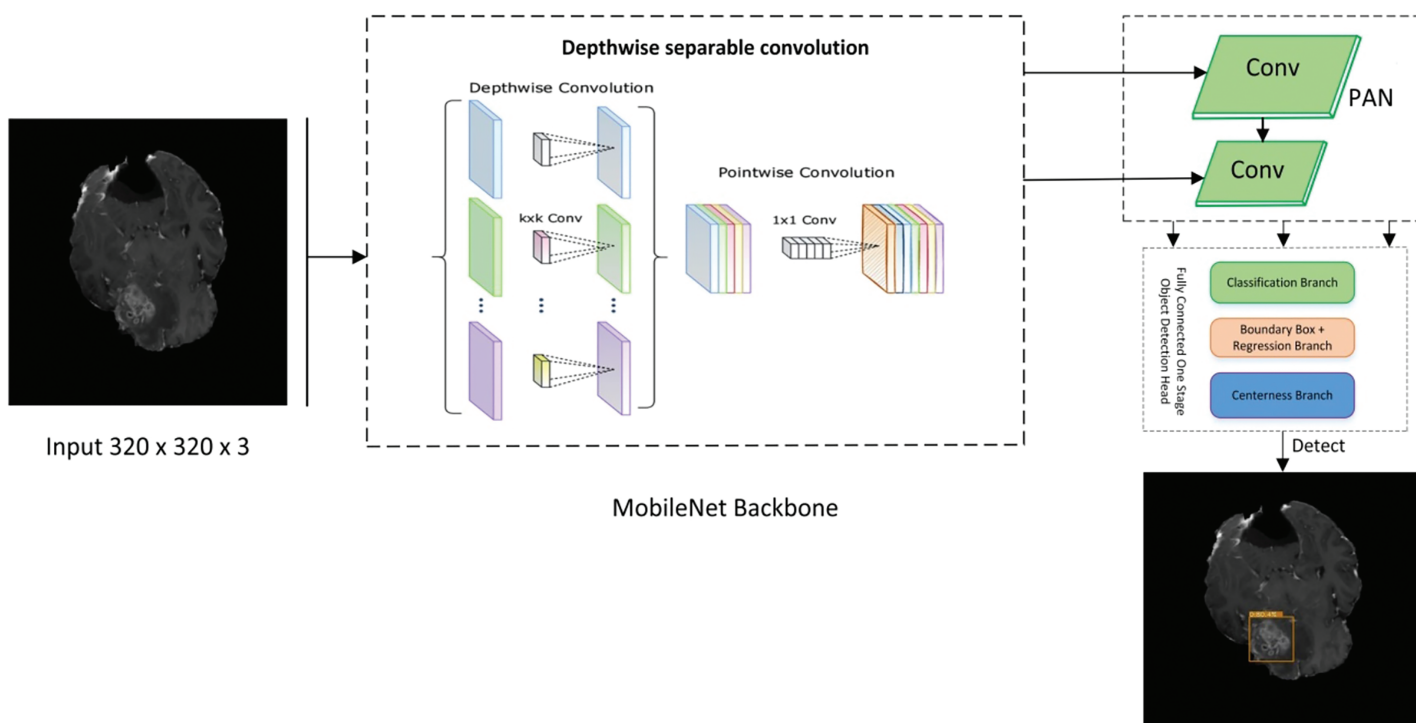 Depthwise separable convolution
Depthwise Convolution
kxk Conv
Pointwise Convolution
1x1 Conv
Input 320 x 320 x 3
MobileNet Backbone
Conv
PAN
Conv
Fully Connected One Stage
Object Detection Head
Classification Branch
Boundary Box +
Regression Branch
Centerness Branch
Detect